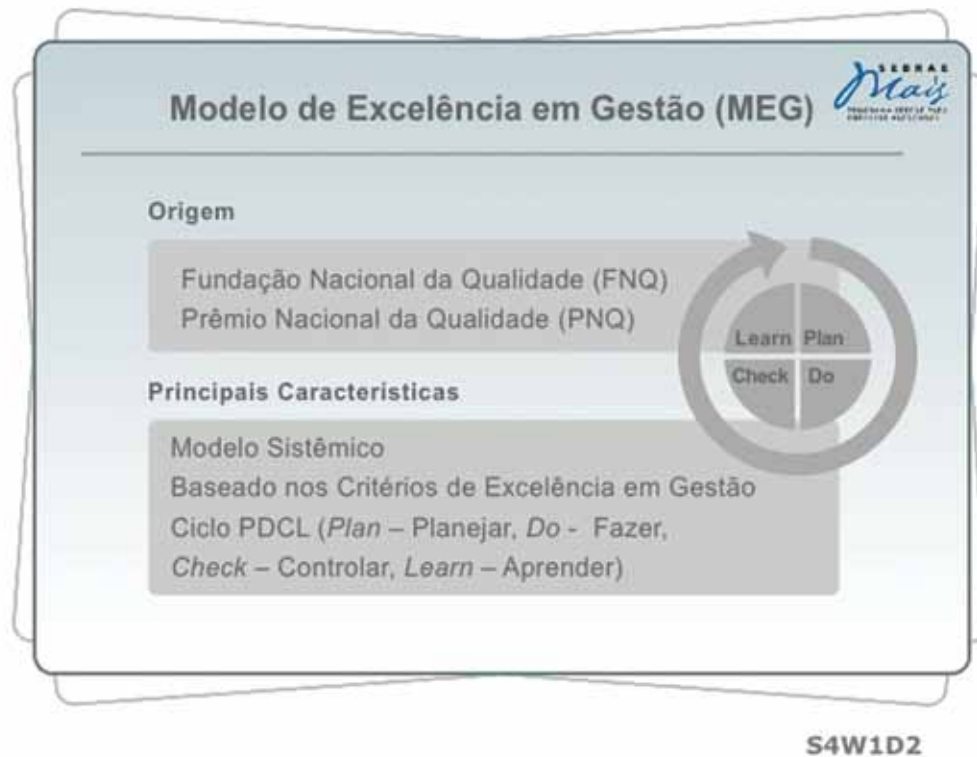 SEBRAE
Mais
Modelo de Excelência em Gestão (MEG)
Origem
Fundação Nacional da Qualidade (FNQ)
Prêmio Nacional da Qualidade (PNQ)
Learn Plan
Check Do
Principais Caracteristicas
Modelo Sistêmico
Baseado nos Critérios de Excelência em Gestão
Ciclo PDCL (Plan – Planejar, Do - Fazer,
Check – Controlar, Learn – Aprender)
S4W1D2